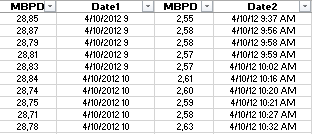 MBPD Date1 MBPD Date2
28,85 4/10/2012 9 2,55 4/10/12 9:37 AM
28,87 4/10/2012 9 2,58 4/10/12 9:56 AM
28,79 4/10/2012 9 2,58 4/10/12 9:58 AM
28,81 4/10/2012 9 2,57 4/10/12 9:59 AM
28,83 4/10/2012 9 2,57 4/10/12 10:02 AM
28,84 4/10/2012 10 2,61 4/10/12 10:16 AM
28,74 4/10/2012 10 2,60 4/10/12 10:20 AM
28,75 4/10/2012 10 2,59 4/10/12 10:21 AM
28,71 4/10/2012 10 2,58 4/10/12 10:27 AM
28,78 4/10/2012 10 2,63 4/10/12 10:32 AM